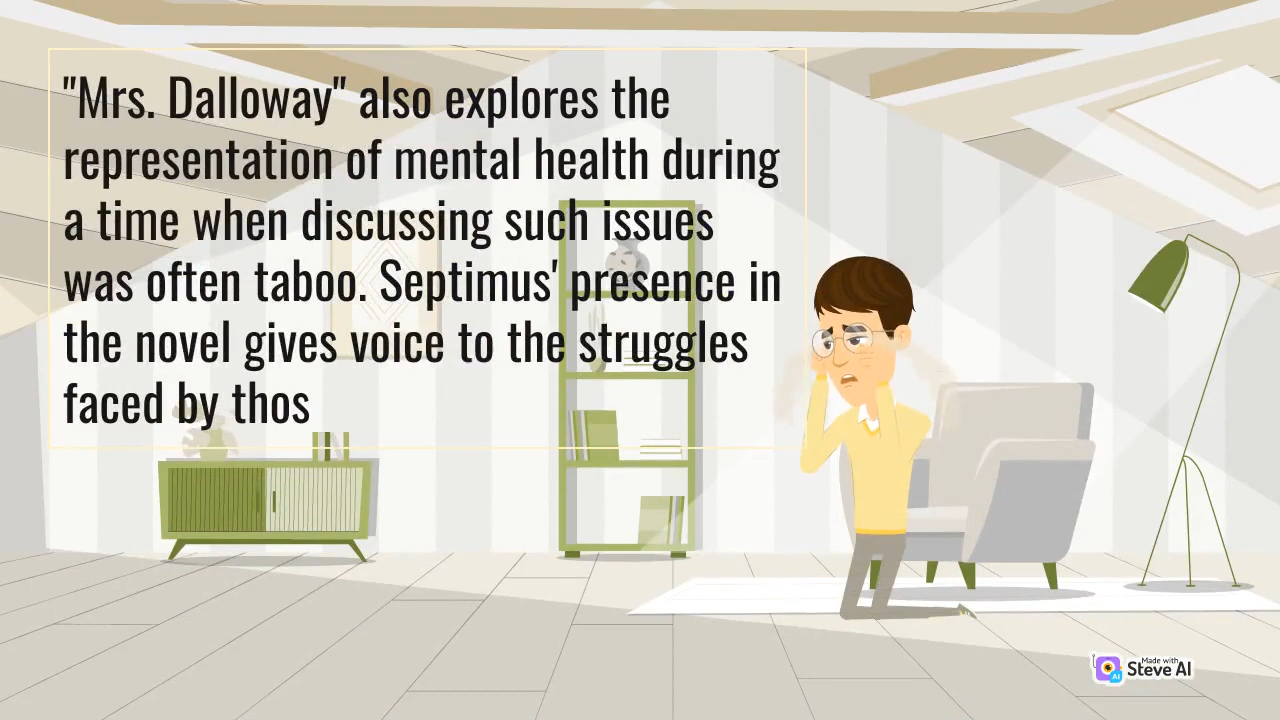 "Mrs. Dalloway" also explores the
representation of mental health during
a time when discussing such issues
was often taboo. Septimus' presence in
the novel gives voice to the struggles
faced by thos
Made with
Steve AI
AI